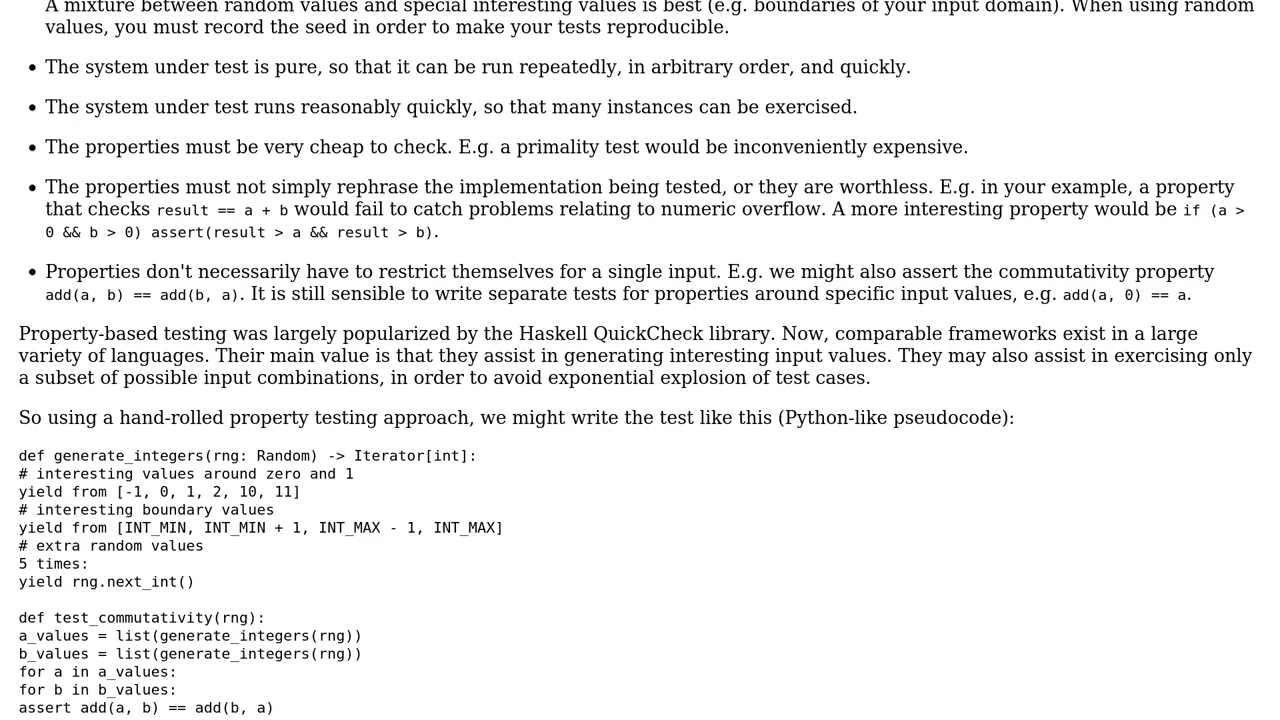 A mixture between random values and special interesting values is best (e.g. boundaries of your input domain). When using random
values, you must record the seed in order to make your tests reproducible.
• The system under test is pure, so that it can be run repeatedly, in arbitrary order, and quickly.
• The system under test runs reasonably quickly, so that many instances can be exercised.
• The properties must be very cheap to check. E.g. a primality test would be inconveniently expensive.
• The properties must not simply rephrase the implementation being tested, or they are worthless. E.g. in your example, a property
that checks result == a + b would fail to catch problems relating to numeric overflow. A more interesting property would be if (a >
0 && b > 0) assert(result > a && result > b).
• Properties don't necessarily have to restrict themselves for a single input. E.g. we might also assert the commutativity property
add(a, b) == add(b, a). It is still sensible to write separate tests for properties around specific input values, e.g. add(a, 0) == a.
Property-based testing was largely popularized by the Haskell QuickCheck library. Now, comparable frameworks exist in a large
variety of languages. Their main value is that they assist in generating interesting input values. They may also assist in exercising only
a subset of possible input combinations, in order to avoid exponential explosion of test cases.
So using a hand-rolled property testing approach, we might write the test like this (Python-like pseudocode):
def generate_integers(rng: Random) -> Iterator[int]:
# interesting values around zero and 1
yield from [-1, 0, 1, 2, 10, 11]
# interesting boundary values
yield from [INT_MIN, INT_MIN + 1, INT_MAX - 1, INT_MAX]
# extra random values
5 times:
yield rng.next_int()
def test_commutativity(rng):
a_values = list(generate_integers(rng))
b_values = list(generate_integers(rng))
for a in a_values:
for b in b_values:
assert add(a, b) == add(b, a)